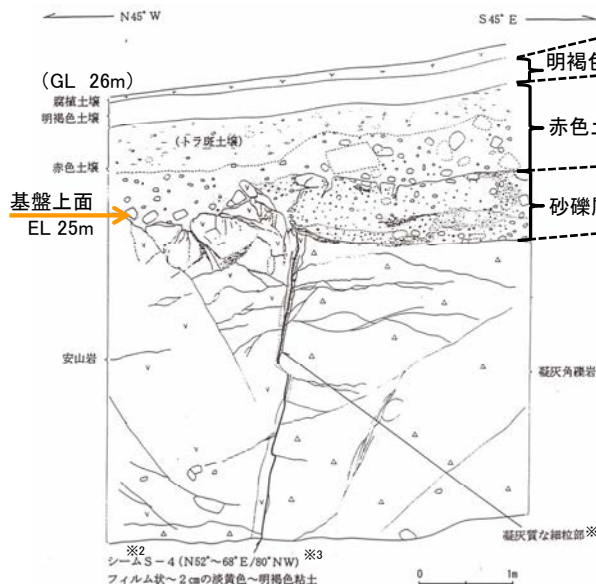 N45°W
S45°E
(GL 26m)
腐植土壌
明褐色土壌
(トラ斑土壌)
赤色土壌
基盤上面
EL 25m
明褐色
赤色土
砂礫層
安山岩
凝灰角礫岩
凝灰質な細粒部※
※2
※3
シームS-4 (N52°~68°E/80°NW)
フィルム状~2㎝の淡黄色~明褐色粘土
0 1m